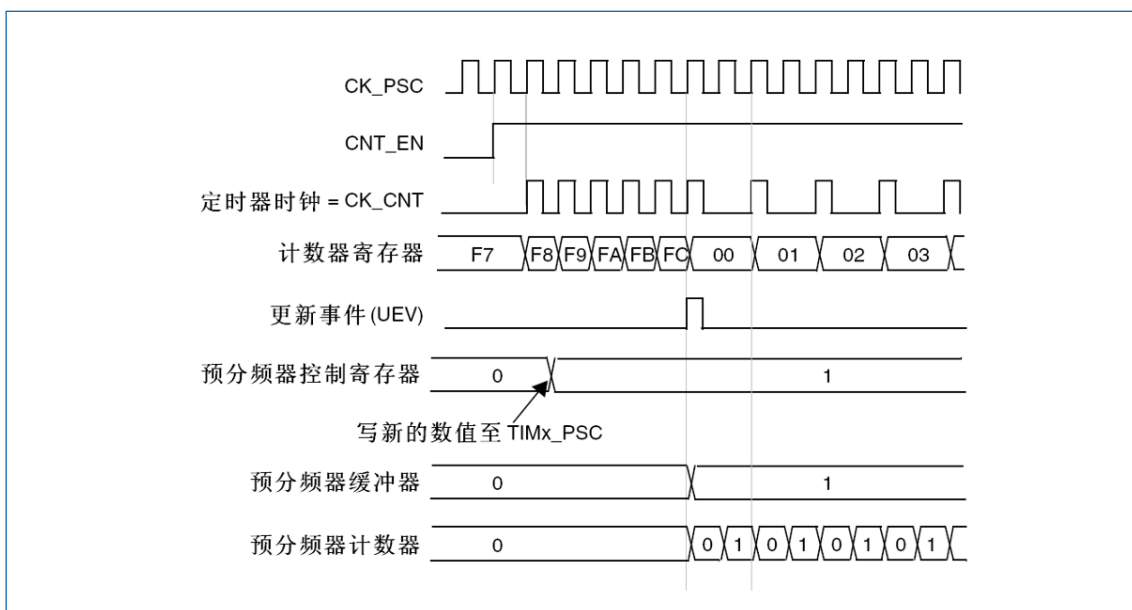 CK_PSC
CNT_EN
定时器时钟 = CK_CNT
计数器寄存器 F7 F8 F9 FA FB FC 00 01 02 03
更新事件(UEV)
预分频器控制寄存器 0 1
写新的数值至 TIMx_PSC
预分频器缓冲器 0 1
预分频器计数器 0 0 1 0 1 0 1 0 1